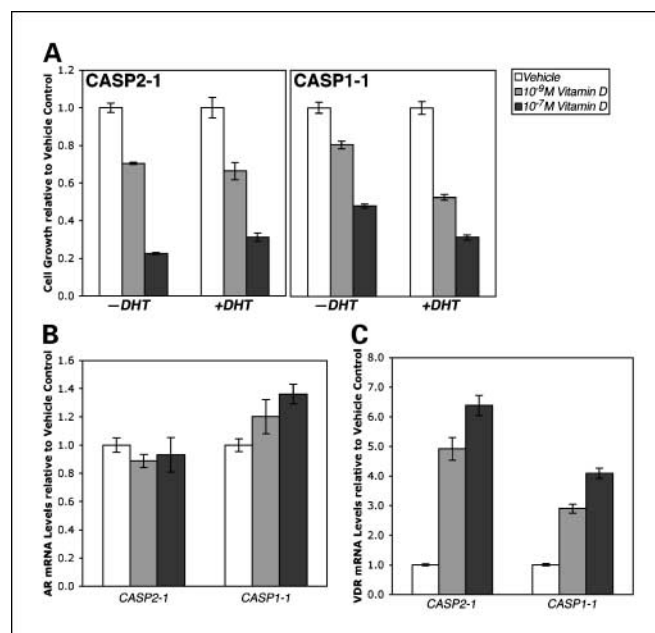 A
CASP2-1
CASP1-1
Vehicle
10⁻⁹M Vitamin D
10⁻⁷M Vitamin D
Cell Growth relative to Vehicle Control
1.2
1.0
0.8
0.6
0.4
0.2
0.0
—DHT
+DHT
—DHT
+DHT
B
AR mRNA Levels relative to Vehicle Control
1.6
1.4
1.2
1.0
0.8
0.6
0.4
0.2
0.0
CASP2-1
CASP1-1
C
VDR mRNA Levels relative to Vehicle Control
8.0
7.0
6.0
5.0
4.0
3.0
2.0
1.0
0.0
CASP2-1
CASP1-1